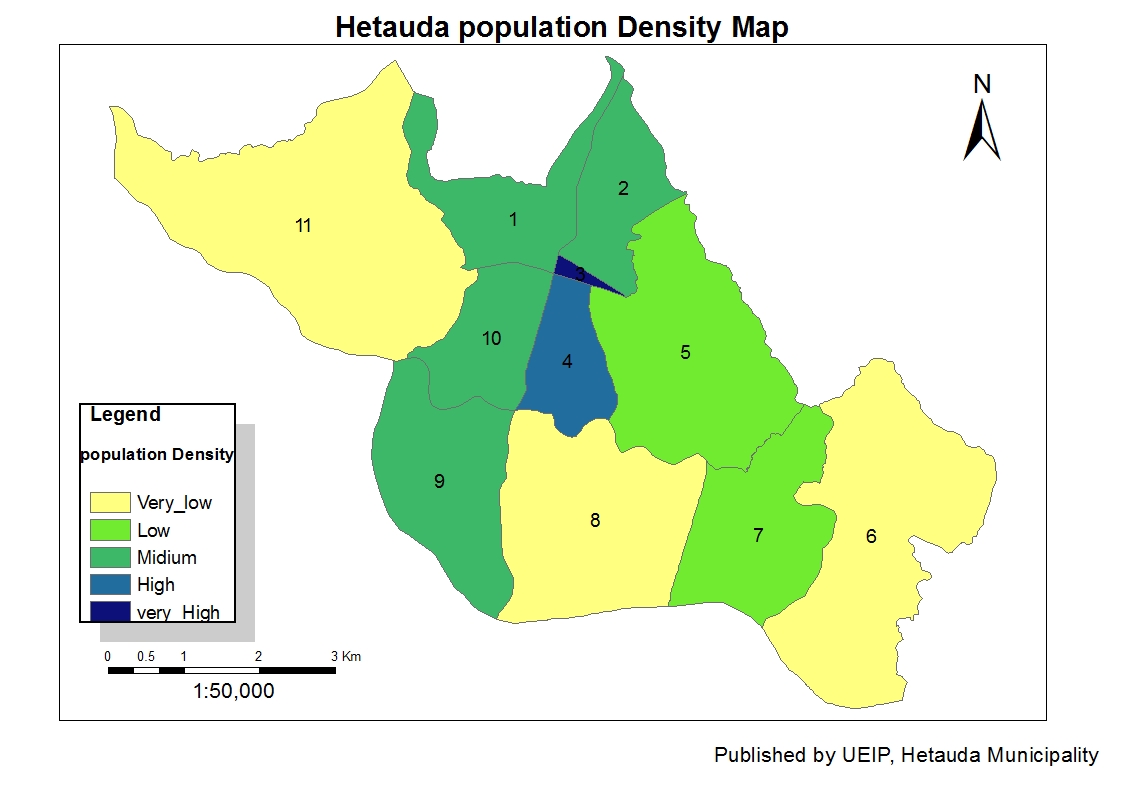 Hetauda population Density Map
N
2
1
11
3
10
5
4
9
8
7
6
Legend
population Density
Very_low
Low
Midium
High
very_High
0 0.5 1 2 3 Km
1:50,000
Published by UEIP, Hetauda Municipality